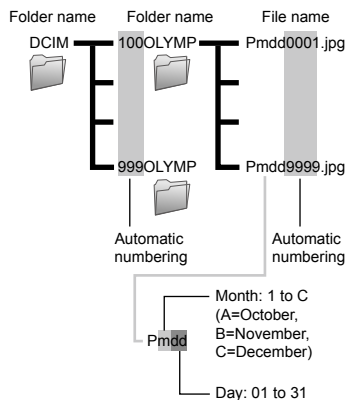 Folder name Folder name File name
DCIM 100OLYMP Pmdd0001.jpg
999OLYMP Pmdd9999.jpg
Automatic numbering Automatic numbering
Month: 1 to C
(A=October,
B=November,
C=December)
Pmdd
Day: 01 to 31